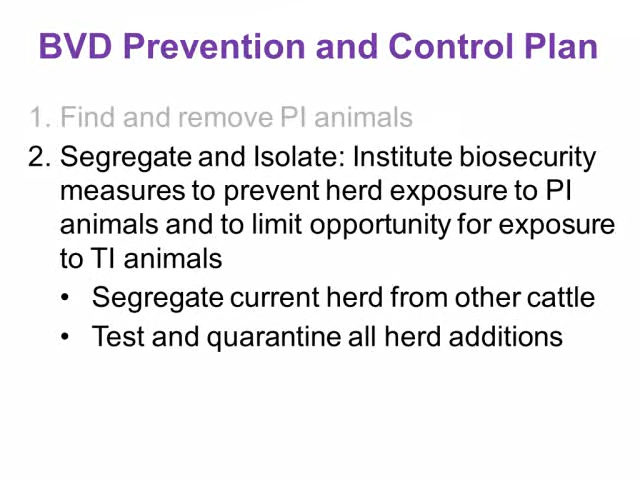 BVD Prevention and Control Plan
1. Find and remove PI animals
2. Segregate and Isolate: Institute biosecurity
measures to prevent herd exposure to PI
animals and to limit opportunity for exposure
to TI animals
• Segregate current herd from other cattle
• Test and quarantine all herd additions